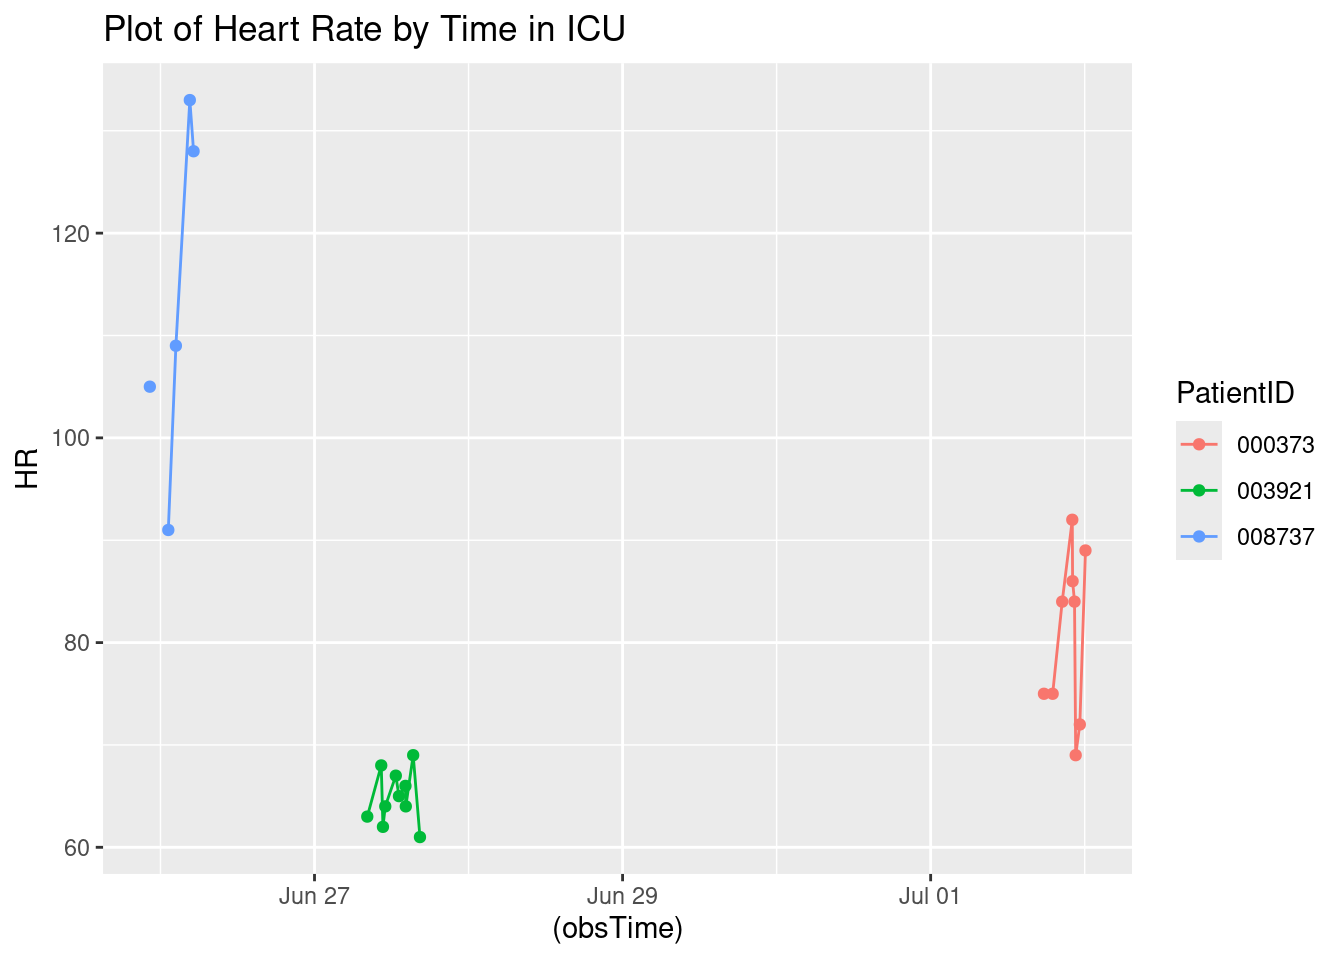 Plot of Heart Rate by Time in ICU
HR
120
100
80
60
Jun 27
Jun 29
Jul 01
(obsTime)
PatientID
000373
003921
008737